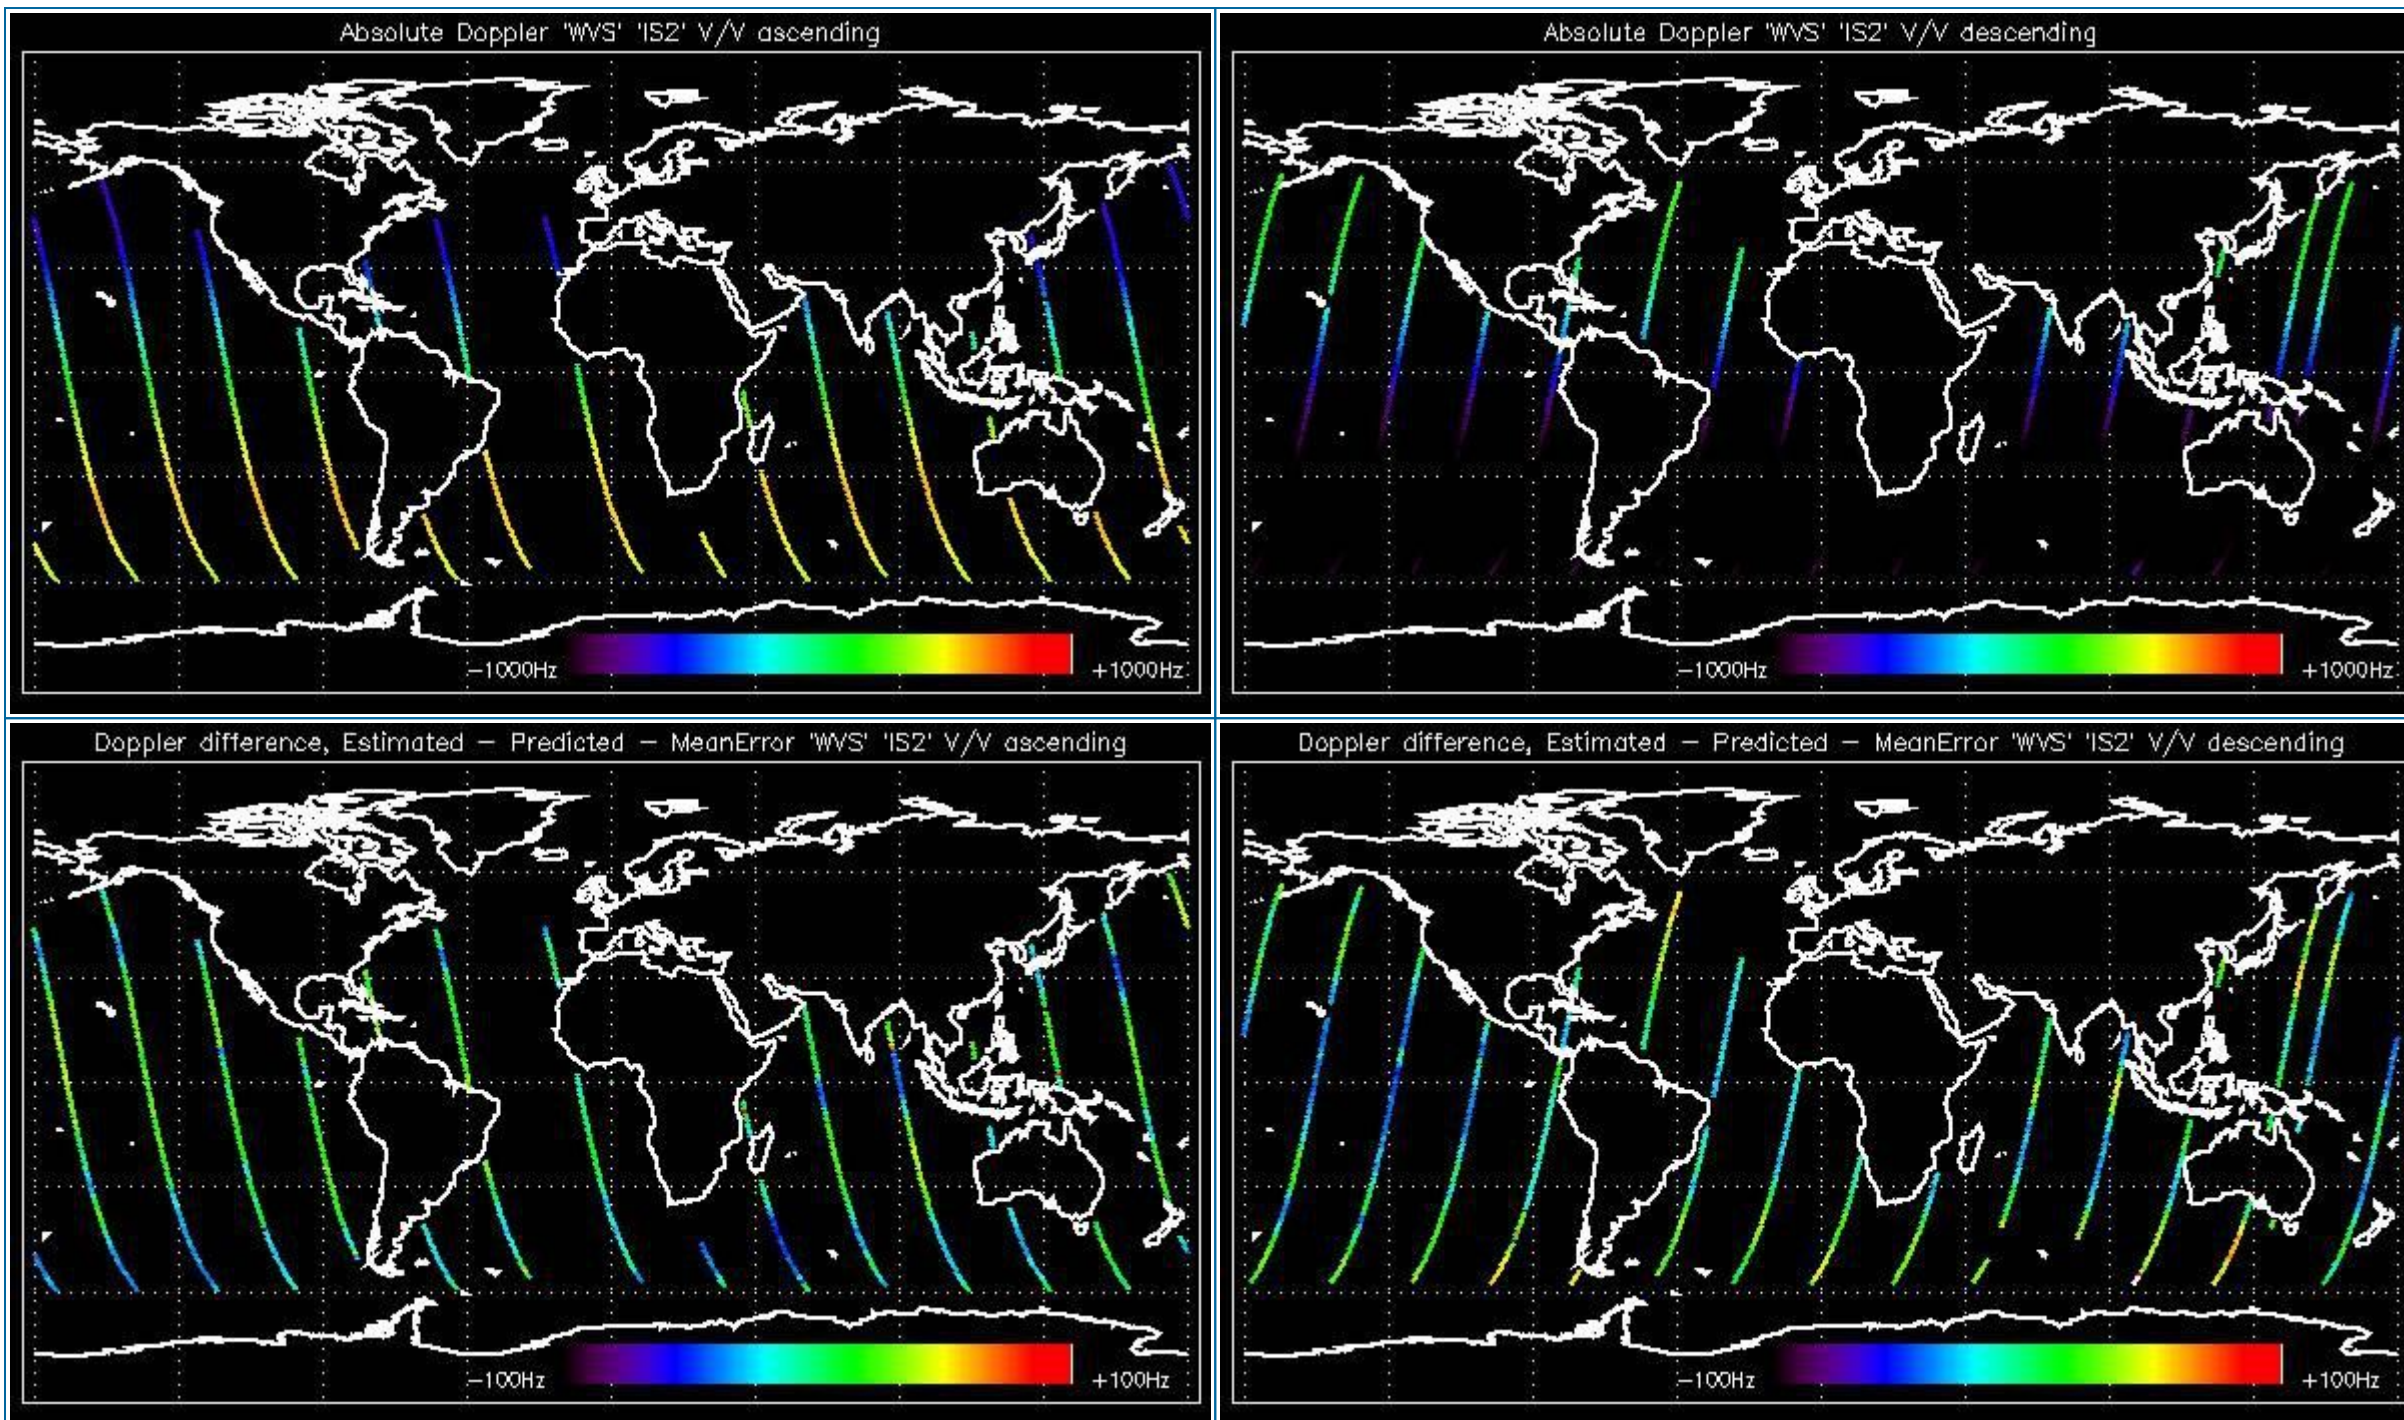 Absolute Doppler 'WVS' 'IS2' V/V ascending
−1000Hz
+1000Hz
Absolute Doppler 'WVS' 'IS2' V/V descending
−1000Hz
+1000Hz
Doppler difference, Estimated − Predicted − MeanError 'WVS' 'IS2' V/V ascending
−100Hz
+100Hz
Doppler difference, Estimated − Predicted − MeanError 'WVS' 'IS2' V/V descending
−100Hz
+100Hz